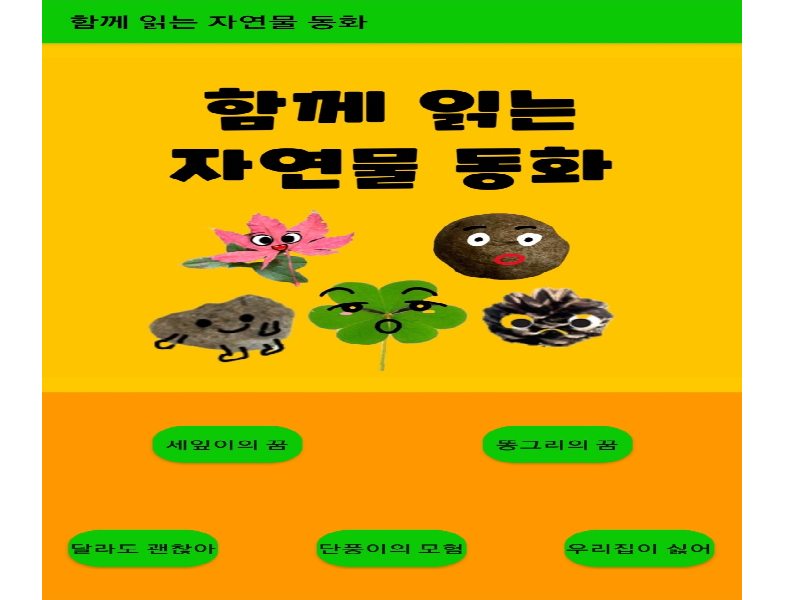 함께 읽는 자연물 동화
함께 읽는
자연물 동화
세잎이의 꿈
똥그리의 꿈
달라도 괜찮아
단풍이의 모험
우리집이 싫어